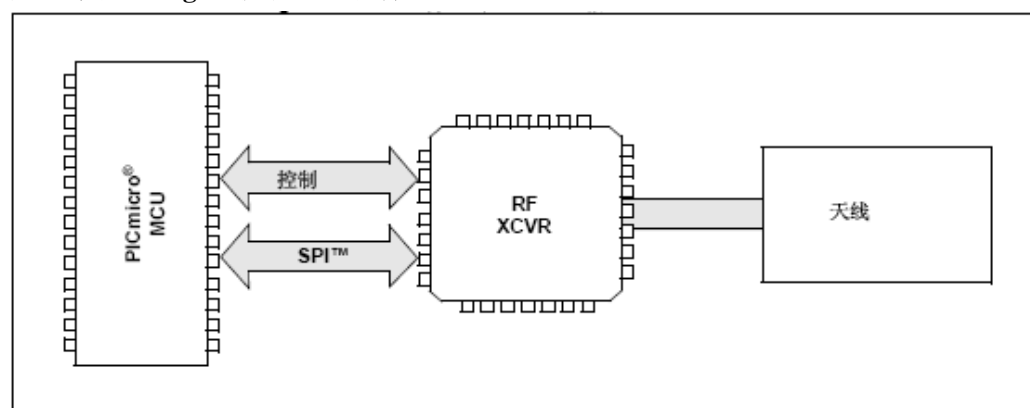 PICmicro®
MCU
控制
SPI™
RF
XCVR
天线